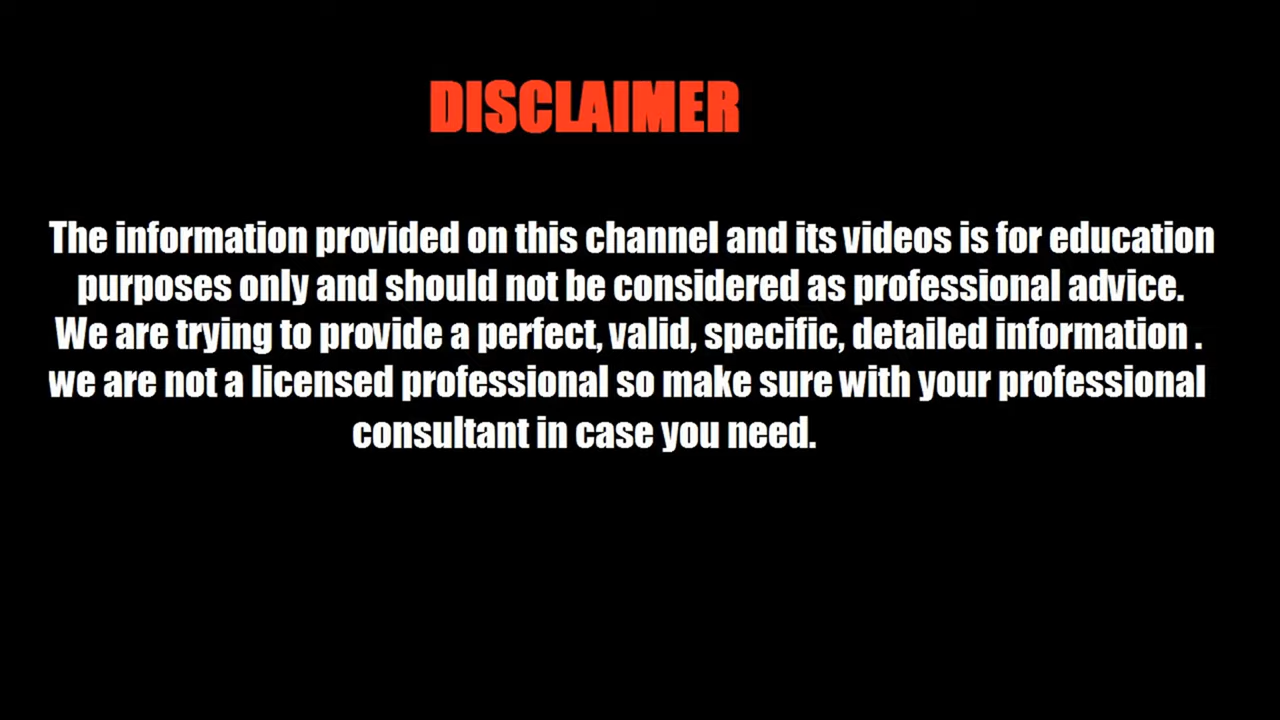 DISCLAIMER
The information provided on this channel and its videos is for education
purposes only and should not be considered as professional advice.
We are trying to provide a perfect, valid, specific, detailed information .
we are not a licensed professional so make sure with your professional
consultant in case you need.